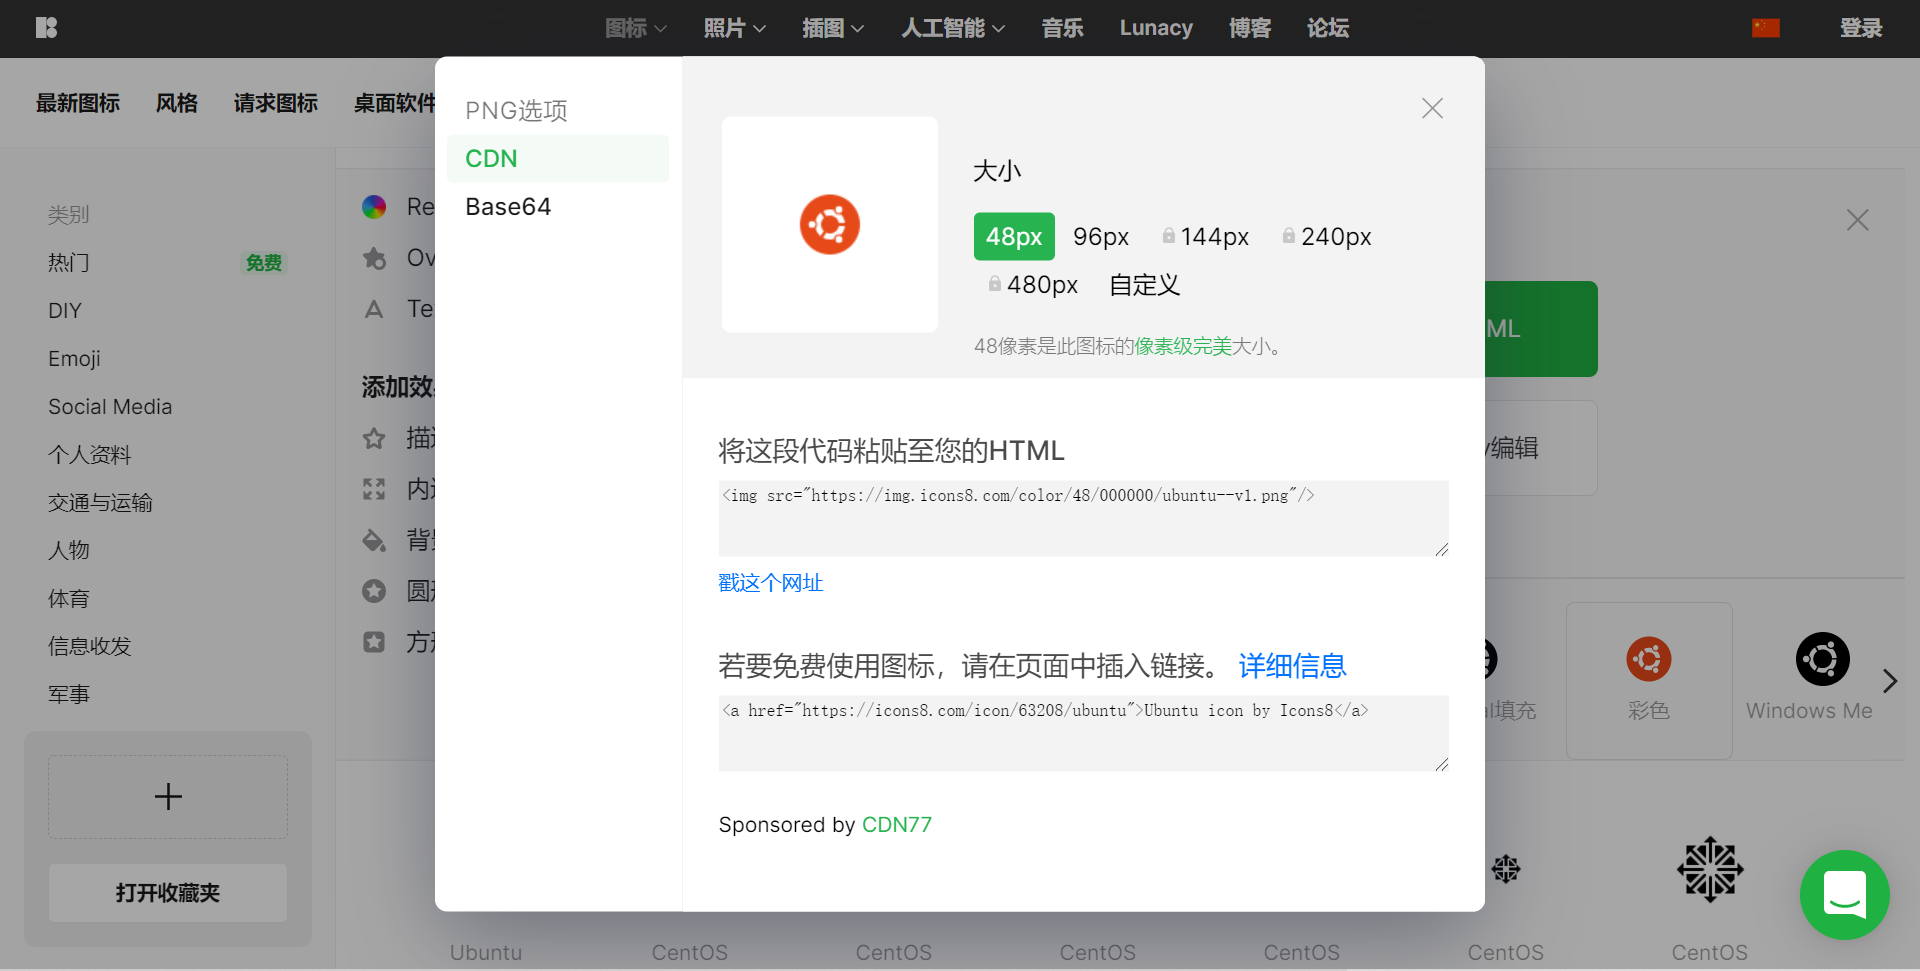 图标
照片
插图
人工智能
音乐
Lunacy
博客
论坛
登录
最新图标
风格
请求图标
桌面软件
类别
热门
免费
DIY
Emoji
Social Media
个人资料
交通与运输
人物
体育
信息收发
军事
打开收藏夹
Re
Ov
Te
添加效
描
内
背
圆
方
PNG选项
CDN
Base64
大小
48px
96px
144px
240px
480px
自定义
48像素是此图标的像素级完美大小。
将这段代码粘贴至您的HTML
<img src="https://img.icons8.com/color/48/000000/ubuntu--v1.png"/>
戳这个网址
若要免费使用图标，请在页面中插入链接。 详细信息
<a href="https://icons8.com/icon/63208/ubuntu">Ubuntu icon by Icons8</a>
Sponsored by CDN77
ML
y编辑
al填充
彩色
Windows Me
Ubuntu
CentOS
CentOS
CentOS
CentOS
CentOS
CentOS